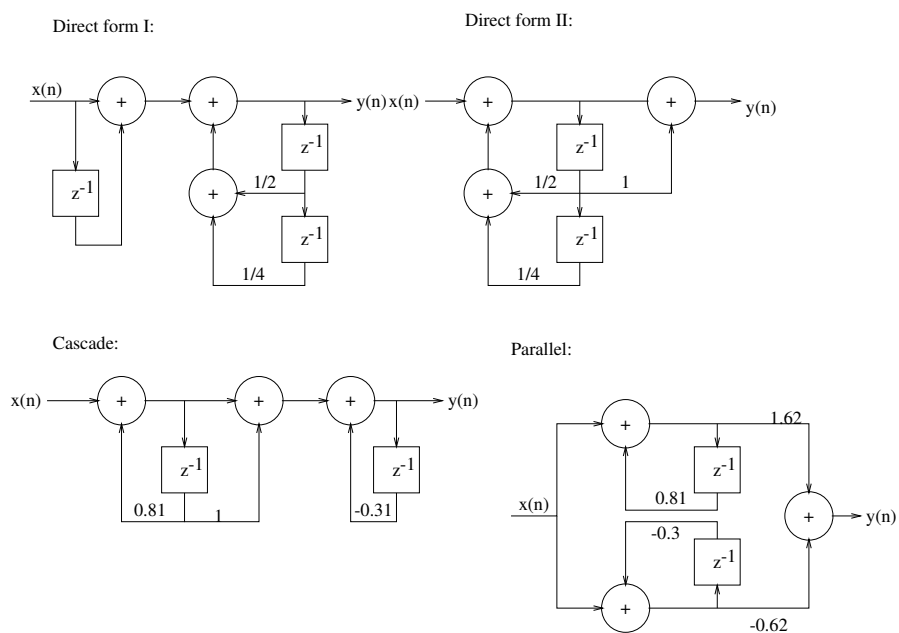 Direct form I:
x(n)
+
+
y(n)
z-1
z-1
+
1/2
z-1
1/4
Direct form II:
x(n)
+
+
y(n)
z-1
+
1/2
1
z-1
1/4
Cascade:
x(n)
+
+
+
y(n)
z-1
z-1
0.81
1
-0.31
Parallel:
+
1.62
z-1
0.81
x(n)
+
y(n)
-0.3
z-1
+
-0.62